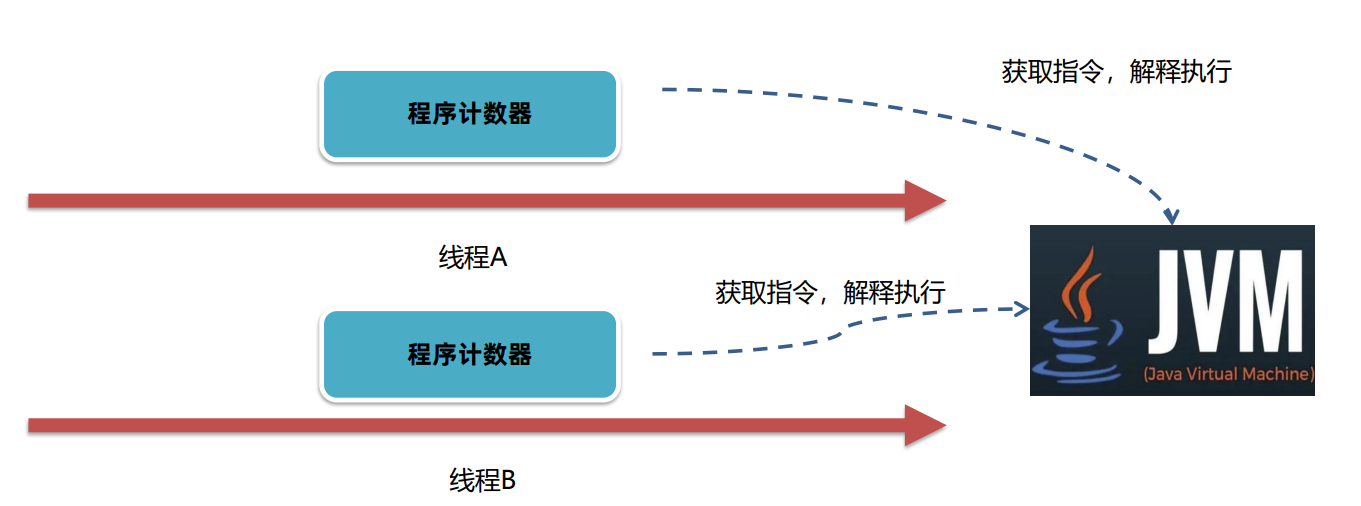 获取指令，解释执行
程序计数器
线程A
获取指令，解释执行
JVM
(Java Virtual Machine)
程序计数器
线程B